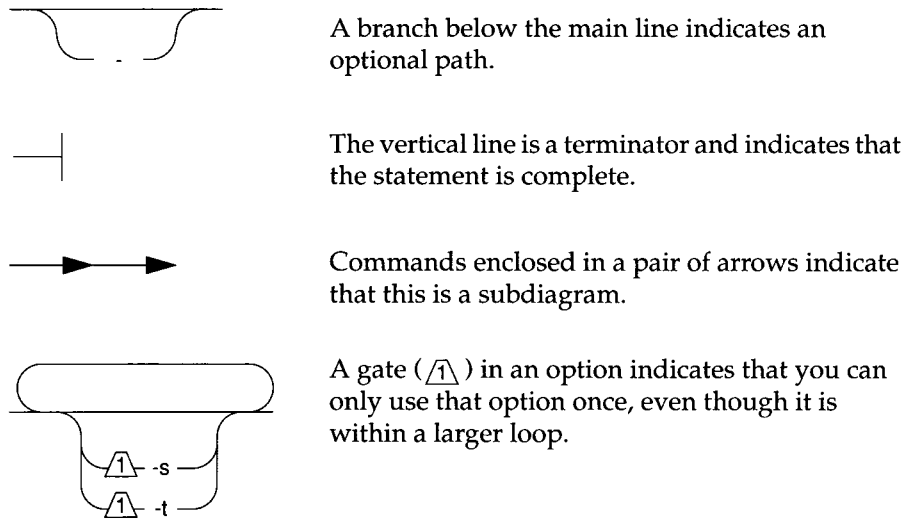 A branch below the main line indicates an
optional path.
-
The vertical line is a terminator and indicates that
the statement is complete.
Commands enclosed in a pair of arrows indicate
that this is a subdiagram.
A gate ( 1 ) in an option indicates that you can
only use that option once, even though it is
within a larger loop.
1 -s
1 -t